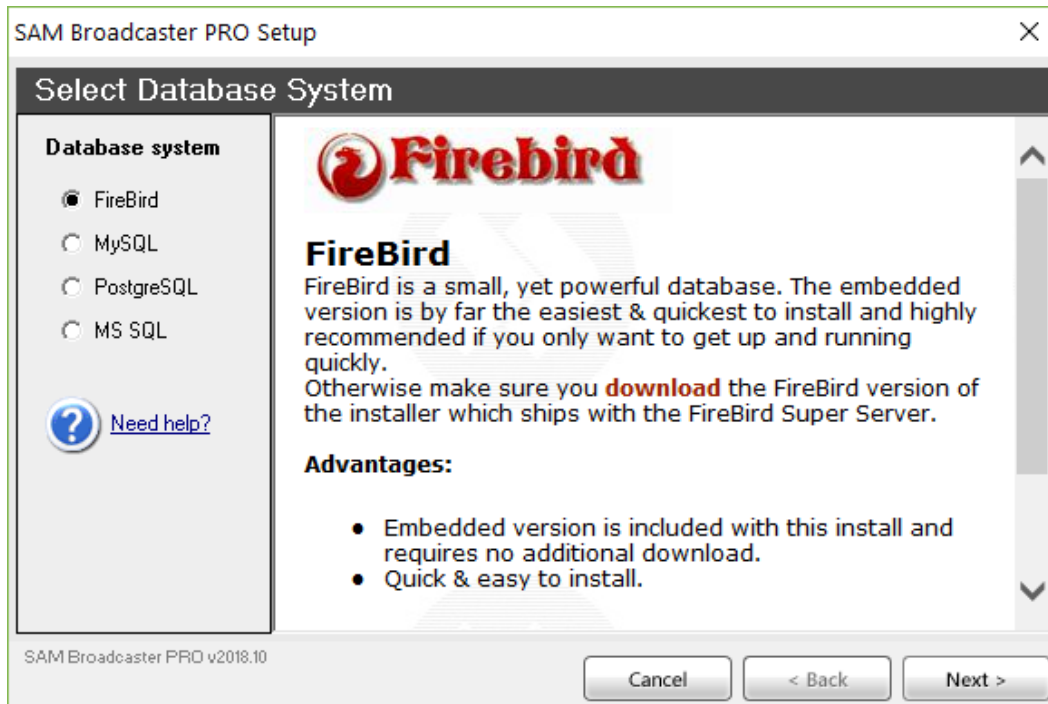 SAM Broadcaster PRO Setup
Select Database System
Database system
FireBird
MySQL
PostgreSQL
MS SQL
Need help?
Firebird
FireBird
FireBird is a small, yet powerful database. The embedded
version is by far the easiest & quickest to install and highly
recommended if you only want to get up and running
quickly.
Otherwise make sure you download the FireBird version of
the installer which ships with the FireBird Super Server.
Advantages:
● Embedded version is included with this install and
requires no additional download.
● Quick & easy to install.
SAM Broadcaster PRO v2018.10
Cancel
< Back
Next >